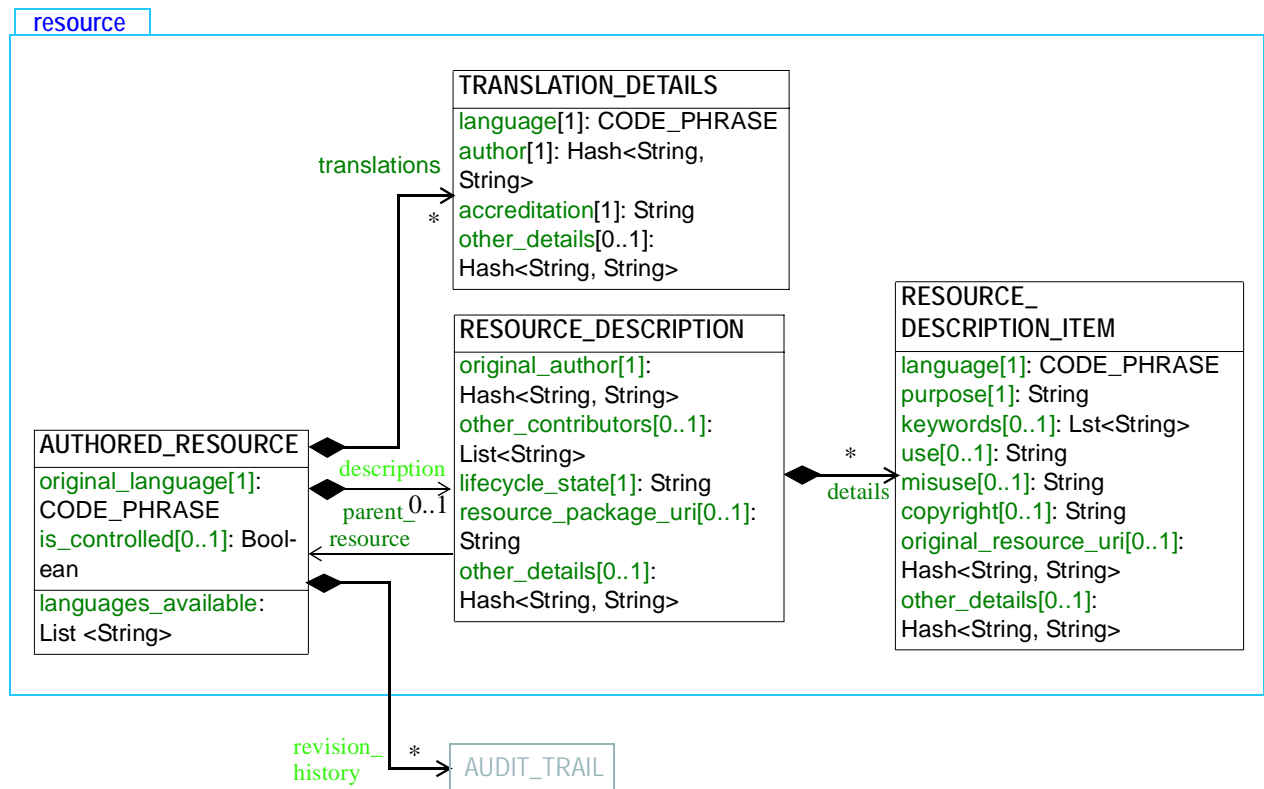 resource
TRANSLATION_DETAILS
language[1]: CODE_PHRASE
author[1]: Hash<String,
String>
accreditation[1]: String
other_details[0..1]:
Hash<String, String>
translations
*
RESOURCE_DESCRIPTION
original_author[1]:
Hash<String, String>
other_contributors[0..1]:
List<String>
lifecycle_state[1]: String
resource_package_uri[0..1]:
String
other_details[0..1]:
Hash<String, String>
RESOURCE_
DESCRIPTION_ITEM
language[1]: CODE_PHRASE
purpose[1]: String
keywords[0..1]: Lst<String>
use[0..1]: String
misuse[0..1]: String
copyright[0..1]: String
original_resource_uri[0..1]:
Hash<String, String>
other_details[0..1]:
Hash<String, String>
*
details
AUTHORED_RESOURCE
original_language[1]:
CODE_PHRASE
is_controlled[0..1]: Bool-
ean
languages_available:
List <String>
description
0..1
parent_
resource
revision_
history
*
AUDIT_TRAIL